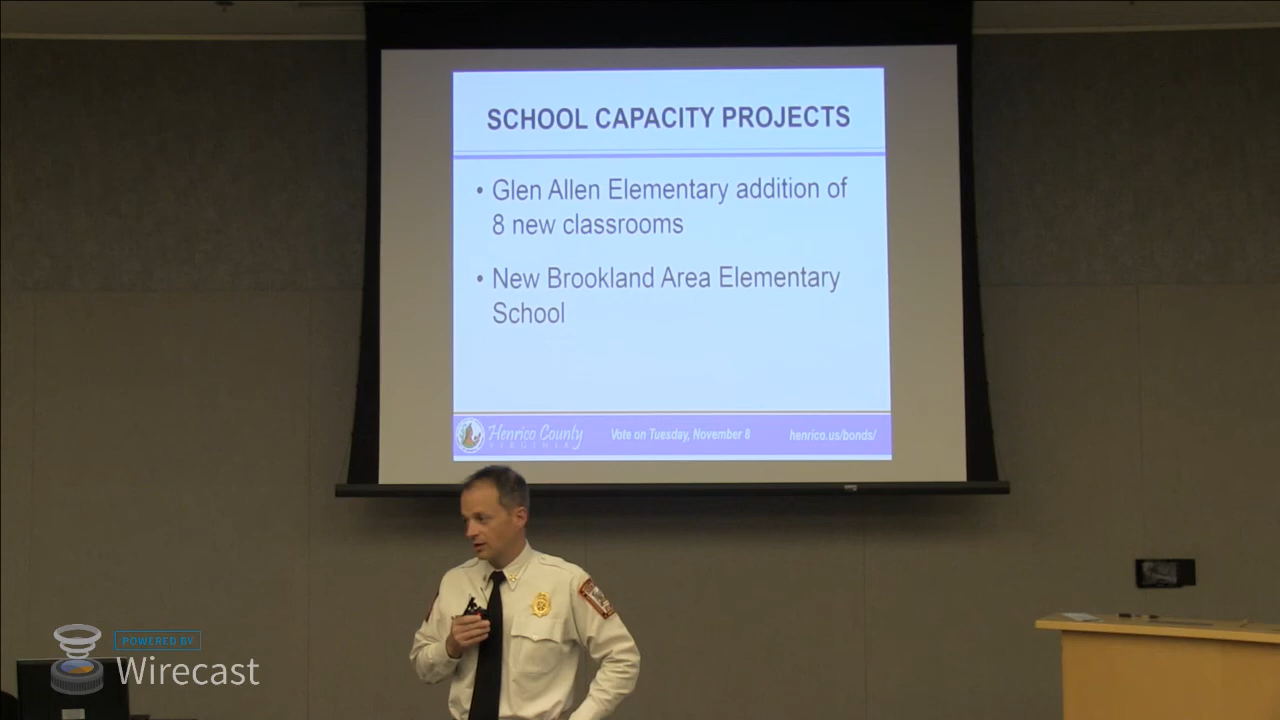 SCHOOL CAPACITY PROJECTS
• Glen Allen Elementary addition of
8 new classrooms
• New Brookland Area Elementary
School
Henrico County
VIRGINIA
Vote on Tuesday, November 8
henrico.us/bonds/
POWERED BY
Wirecast